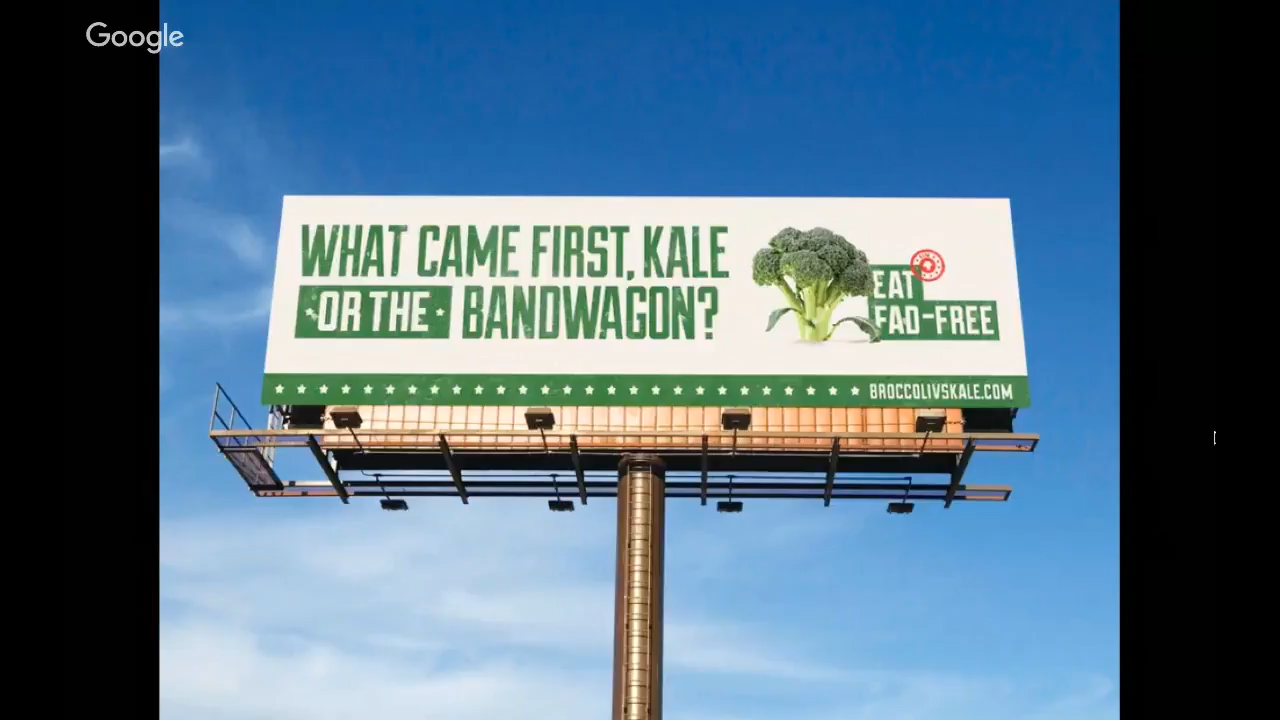 Google
WHAT CAME FIRST, KALE
OR THE BANDWAGON?
EAT
FAD-FREE
BROCCOLIVSKALE.COM